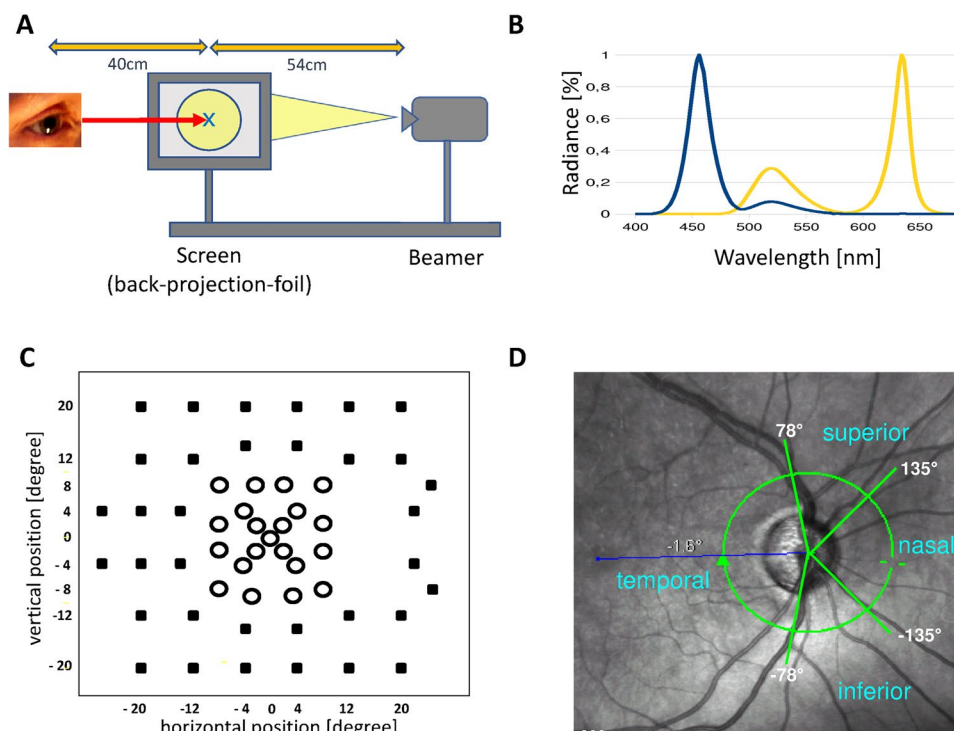 A
40cm
54cm
x
Screen
(back-projection-foil)
Beamer
B
Radiance [%]
1
0,8
0,6
0,4
0,2
0
400
450
500
550
600
650
Wavelength [nm]
C
vertical position [degree]
20
12
8
4
0
- 4
- 8
-12
- 20
- 20
-12
- 4
0
4
12
20
horizontal position [degree]
D
78°
superior
135°
nasal
temporal
-135°
-78°
inferior